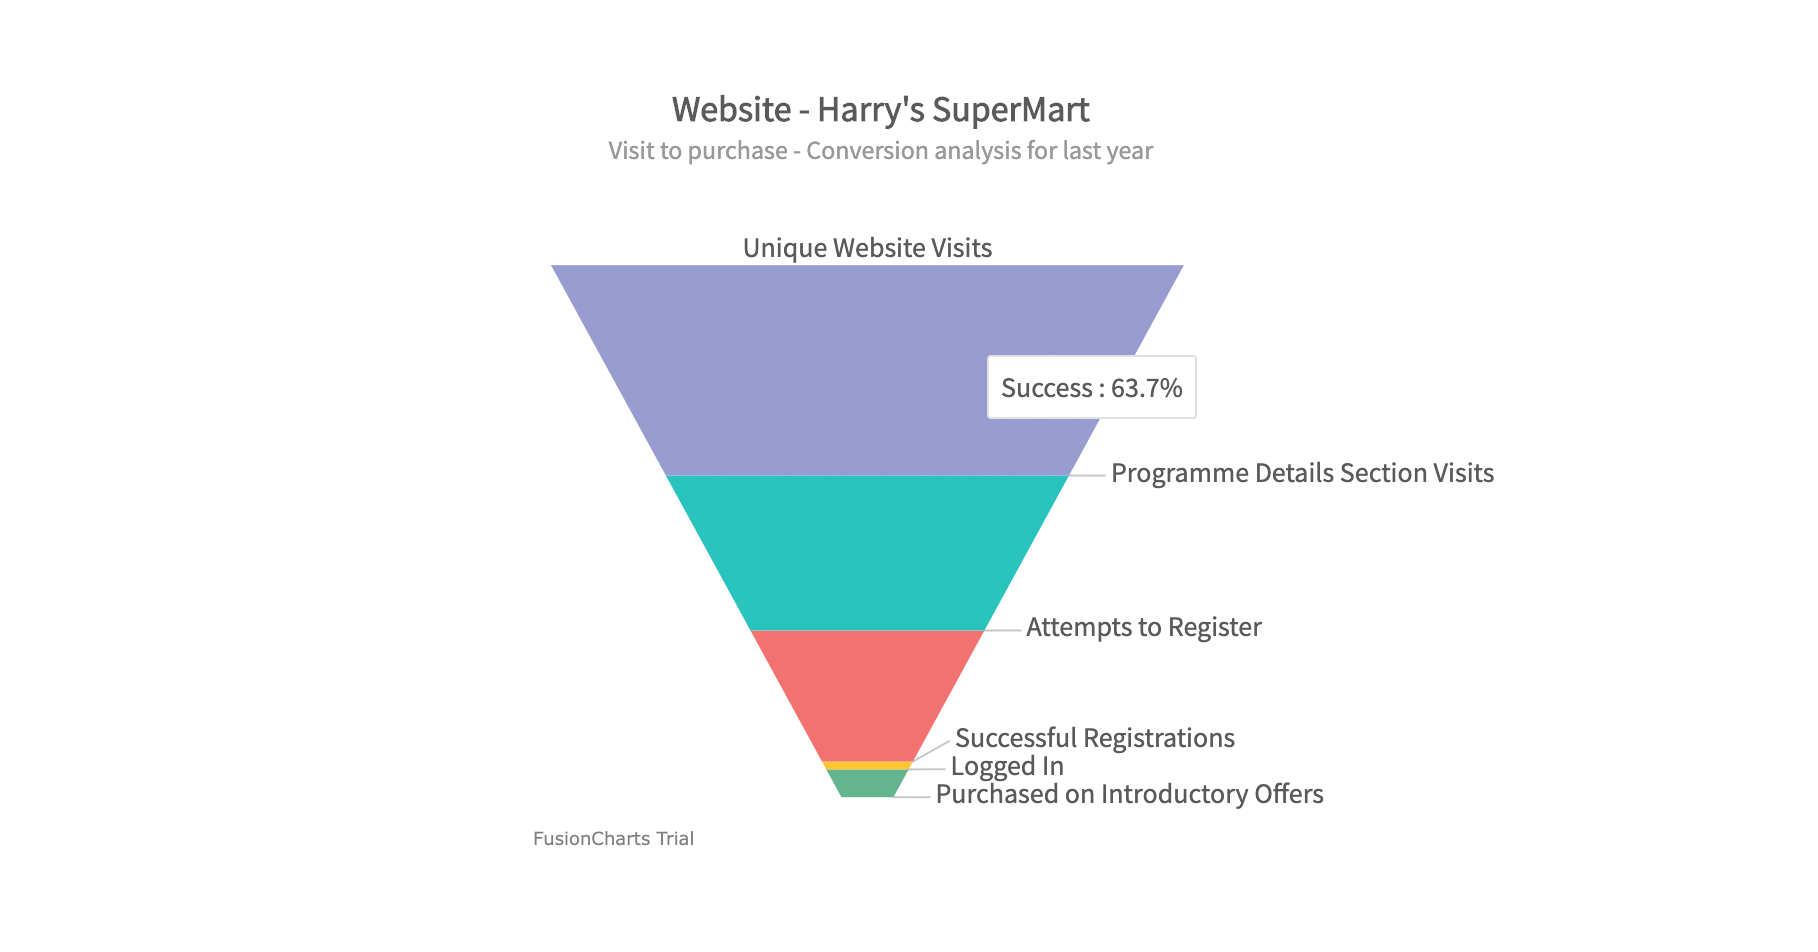 Website - Harry's SuperMart
Visit to purchase - Conversion analysis for last year
Unique Website Visits
Success : 63.7%
Programme Details Section Visits
Attempts to Register
Successful Registrations
Logged In
Purchased on Introductory Offers
FusionCharts Trial